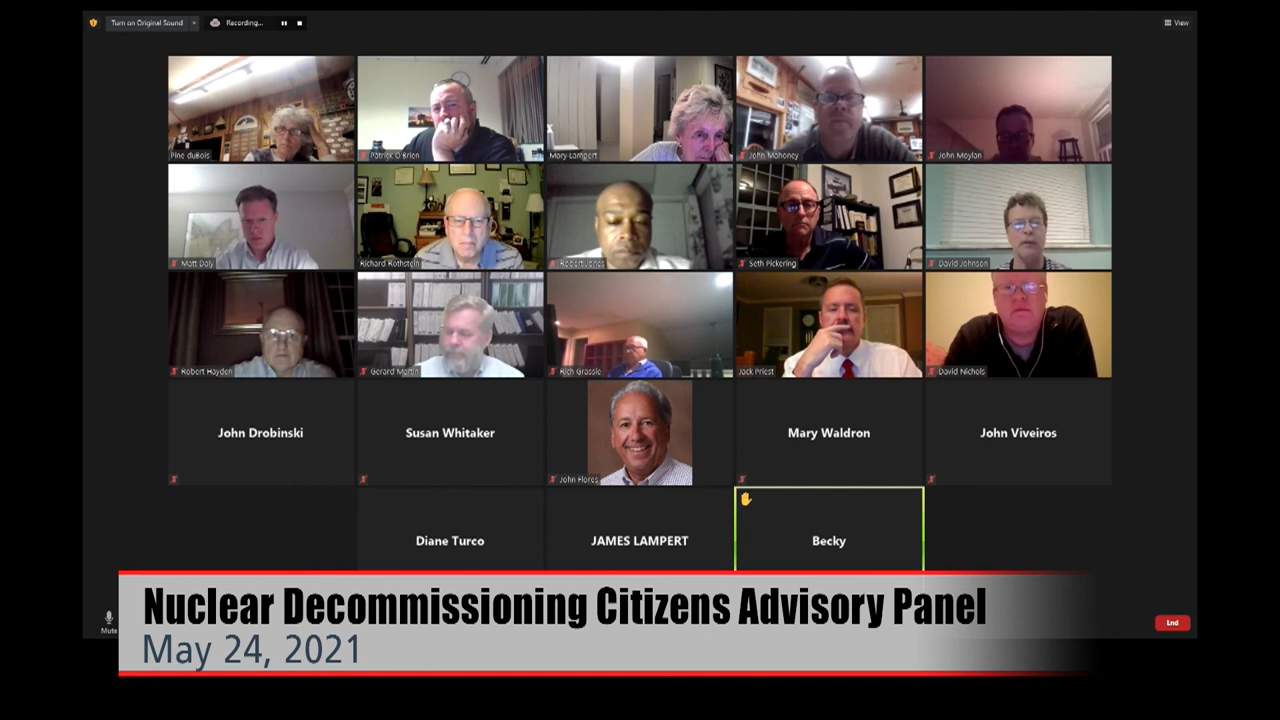 Turn on Original Sound
Recording...
View
Pine duBois
Patrick O'Brien
Mary Lampert
John Mahoney
John Moylan
Matt Daly
Richard Rothstein
Robert Jones
Seth Pickering
David Johnson
Robert Hayden
Gerard Martin
Rich Grassie
Jack Priest
David Nichols
John Drobinski
Susan Whitaker
John Flores
Mary Waldron
John Viveiros
Diane Turco
JAMES LAMPERT
Becky
Nuclear Decommissioning Citizens Advisory Panel
May 24, 2021
Mute
End